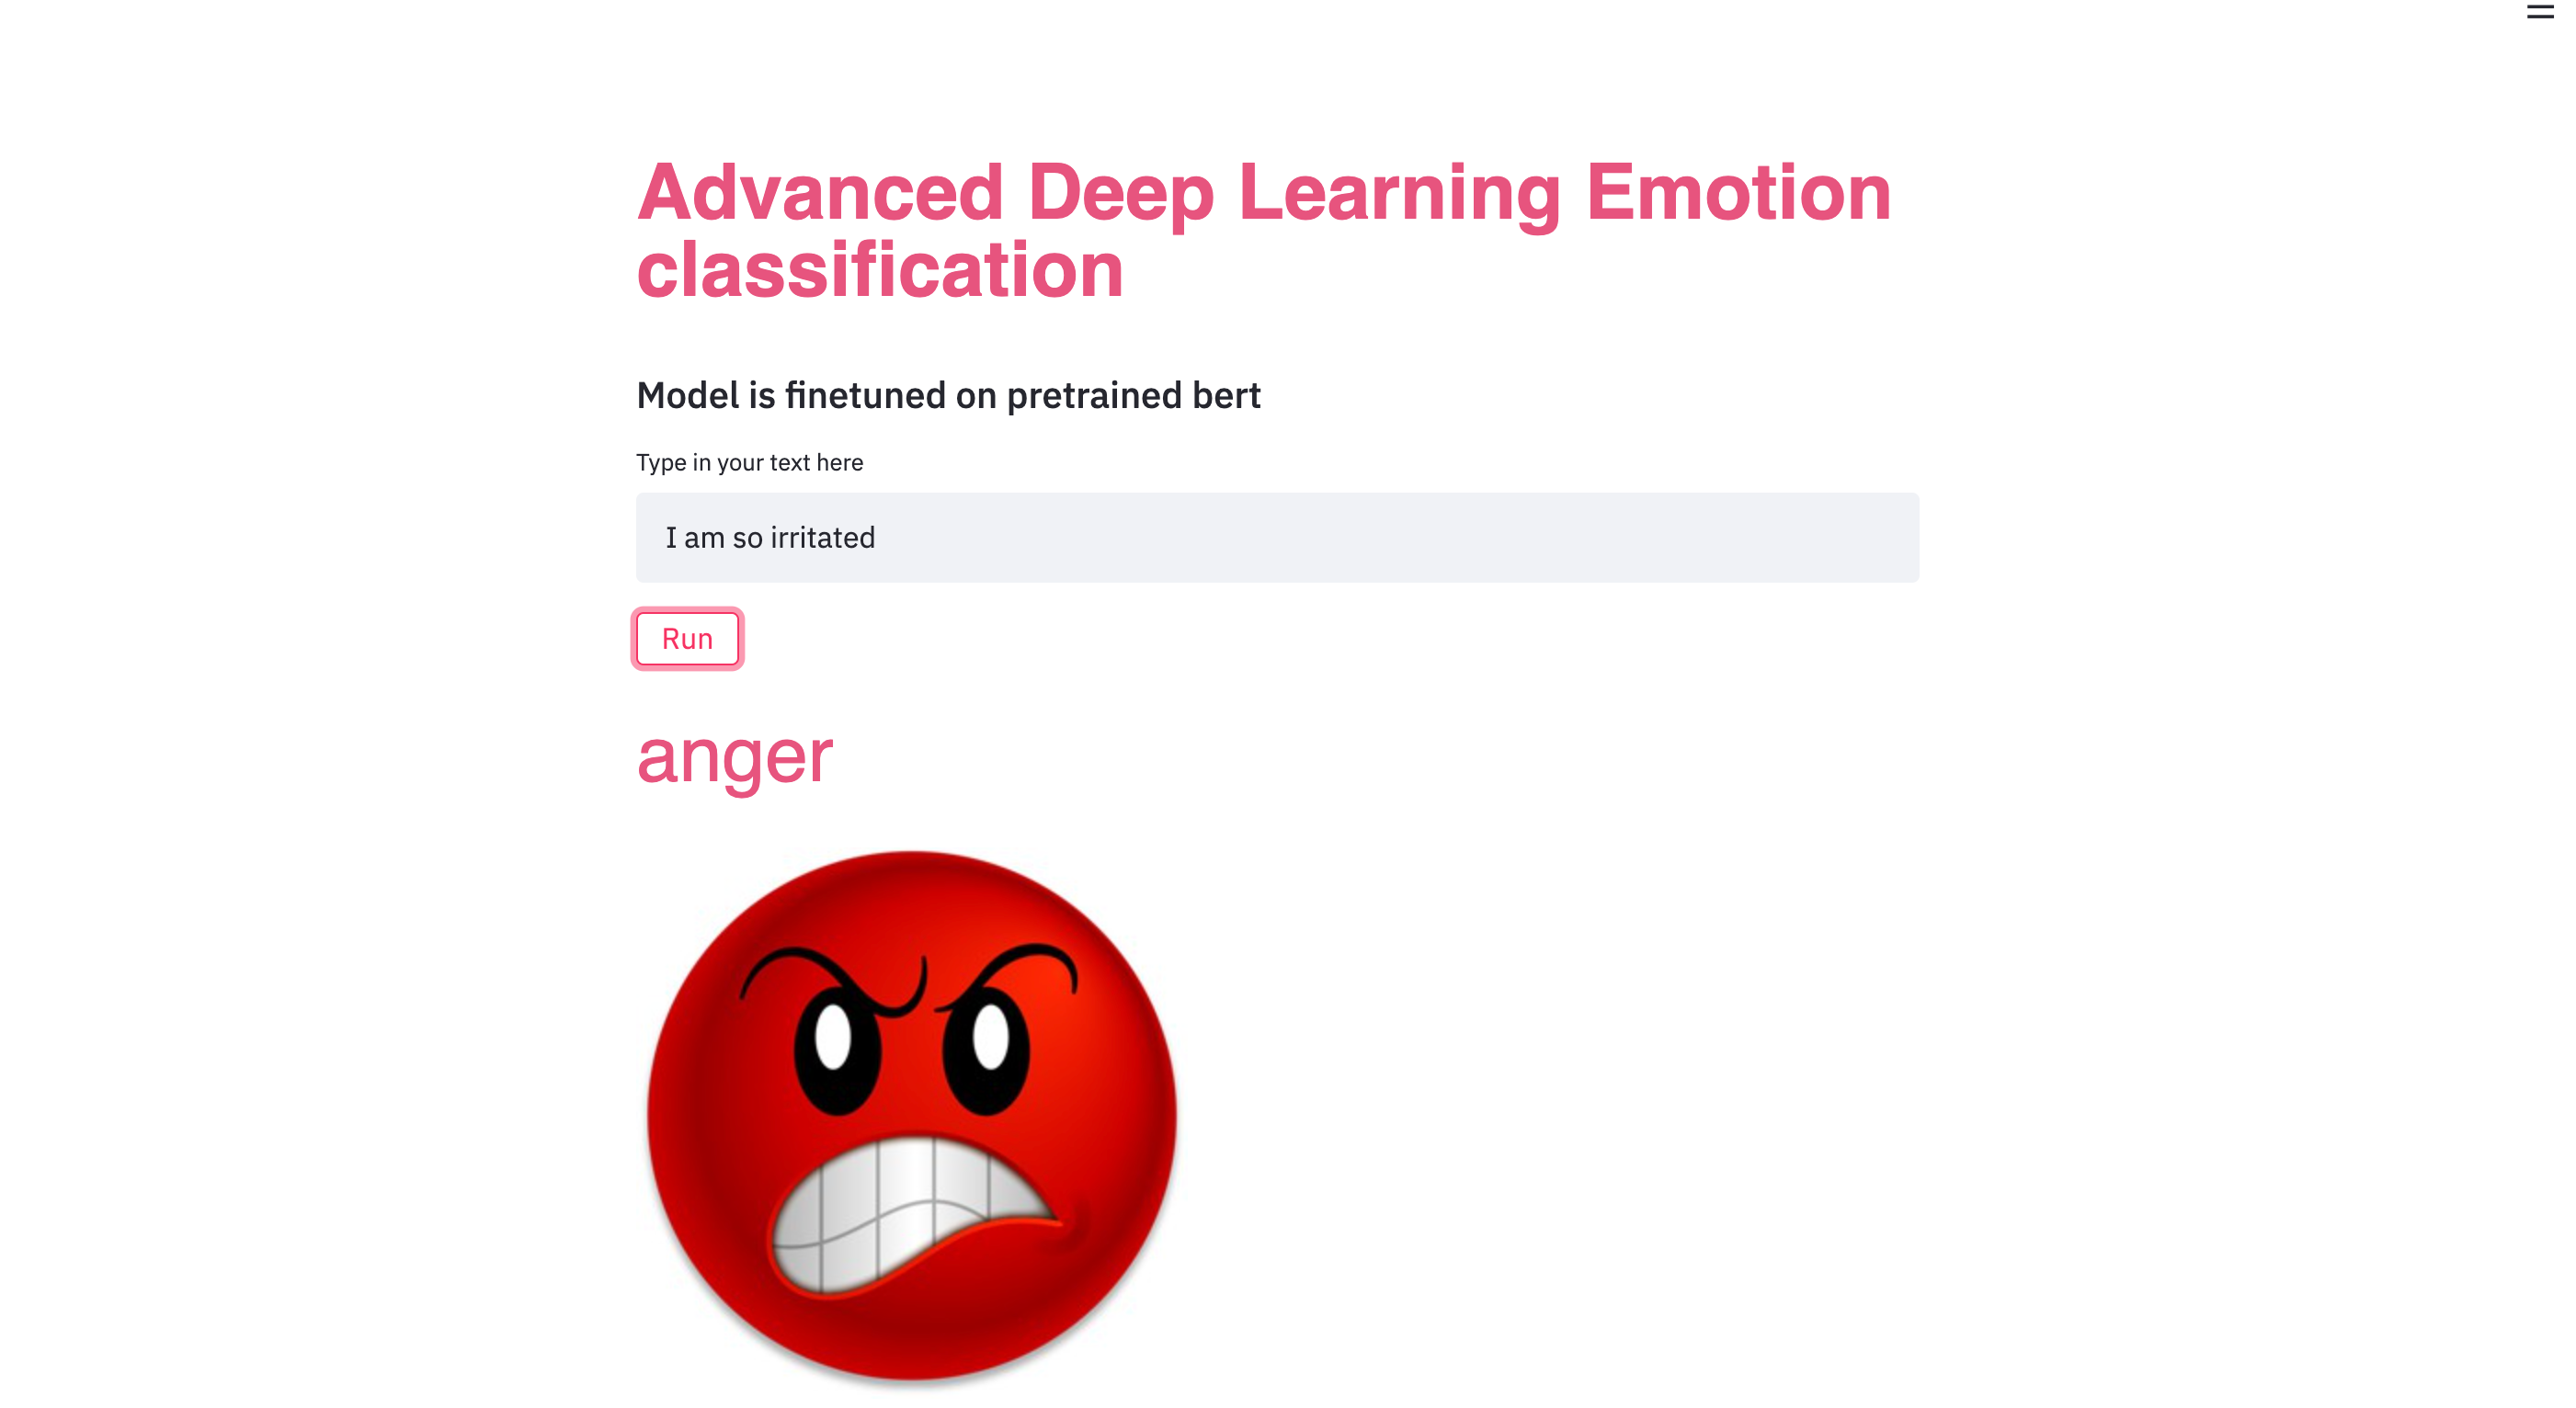 Advanced Deep Learning Emotion
classification
Model is finetuned on pretrained bert
Type in your text here
I am so irritated
Run
anger